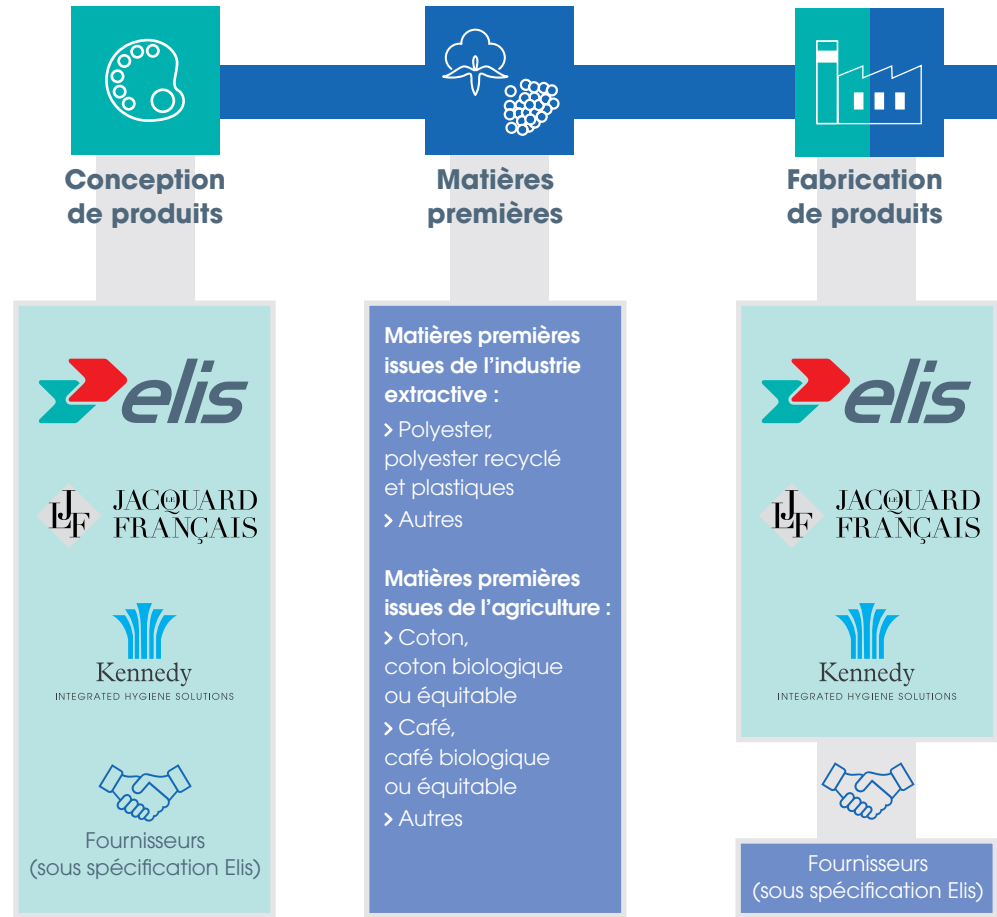 Conception
de produits
elis
LJF
JACQUARD
LE
FRANÇAIS
Kennedy
INTEGRATED HYGIENE SOLUTIONS
Fournisseurs
(sous spécification Elis)
Matières
premières
Matières premières
issues de l’industrie
extractive :
> Polyester,
polyester recyclé
et plastiques
> Autres
Matières premières
issues de l’agriculture :
> Coton,
coton biologique
ou équitable
> Café,
café biologique
ou équitable
> Autres
Fabrication
de produits
elis
LJF
JACQUARD
LE
FRANÇAIS
Kennedy
INTEGRATED HYGIENE SOLUTIONS
Fournisseurs
(sous spécification Elis)